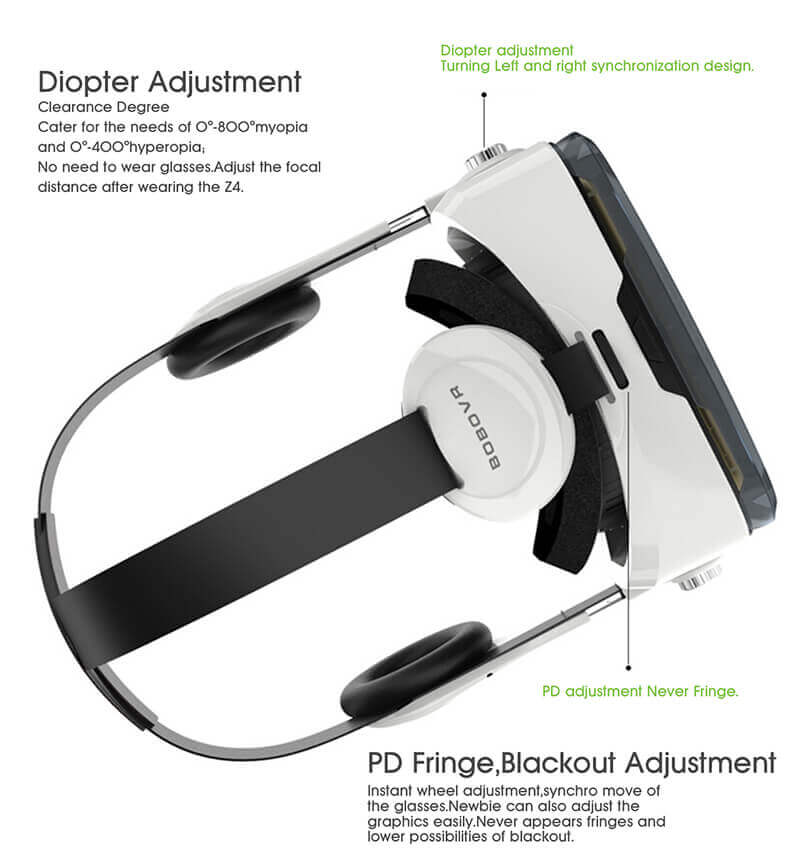 Diopter adjustment
Turning Left and right synchronization design.
Diopter Adjustment
Clearance Degree
Cater for the needs of 0°-800°myopia
and 0°-400°hyperopia;
No need to wear glasses.Adjust the focal
distance after wearing the Z4.
BOBOVR
PD adjustment Never Fringe.
PD Fringe,Blackout Adjustment
Instant wheel adjustment,synchro move of
the glasses.Newbie can also adjust the
graphics easily.Never appears fringes and
lower possibilities of blackout.